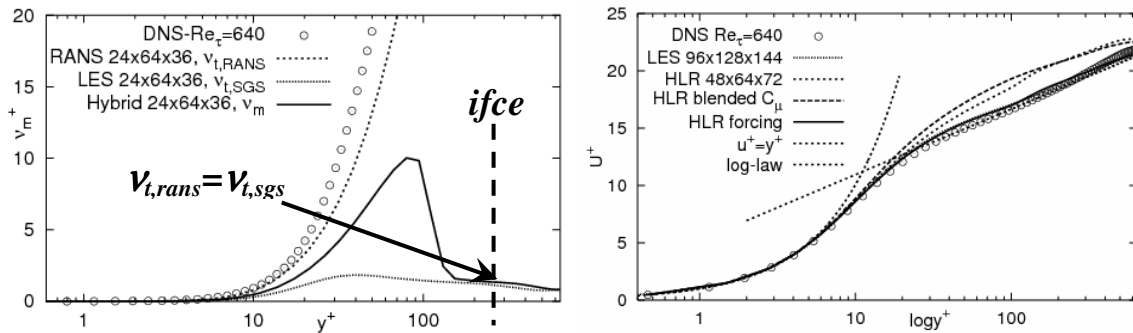 20
15
10
5
0
ν_m^+
DNS-Re_τ=640
RANS 24x64x36, ν_t,RANS
LES 24x64x36, ν_t,SGS
Hybrid 24x64x36, ν_m
ifce
ν_t,rans=ν_t,sgs
1
10
100
y^+
25
20
15
10
5
0
U^+
DNS Re_τ=640
LES 96x128x144
HLR 48x64x72
HLR blended C_μ
HLR forcing
u^+=y^+
log-law
1
10
100
logy^+